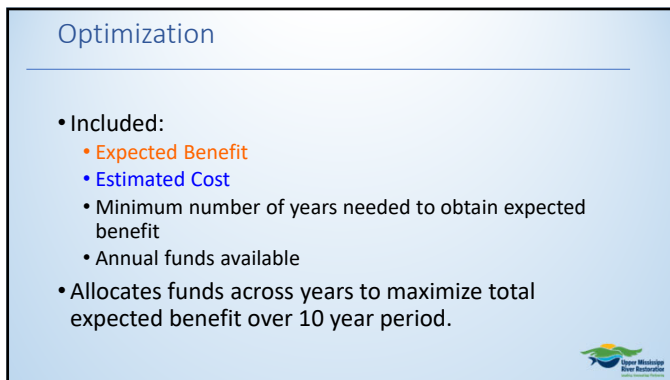 Optimization
• Included:
• Expected Benefit
• Estimated Cost
• Minimum number of years needed to obtain expected
benefit
• Annual funds available
• Allocates funds across years to maximize total
expected benefit over 10 year period.
Upper Mississippi
River Restoration